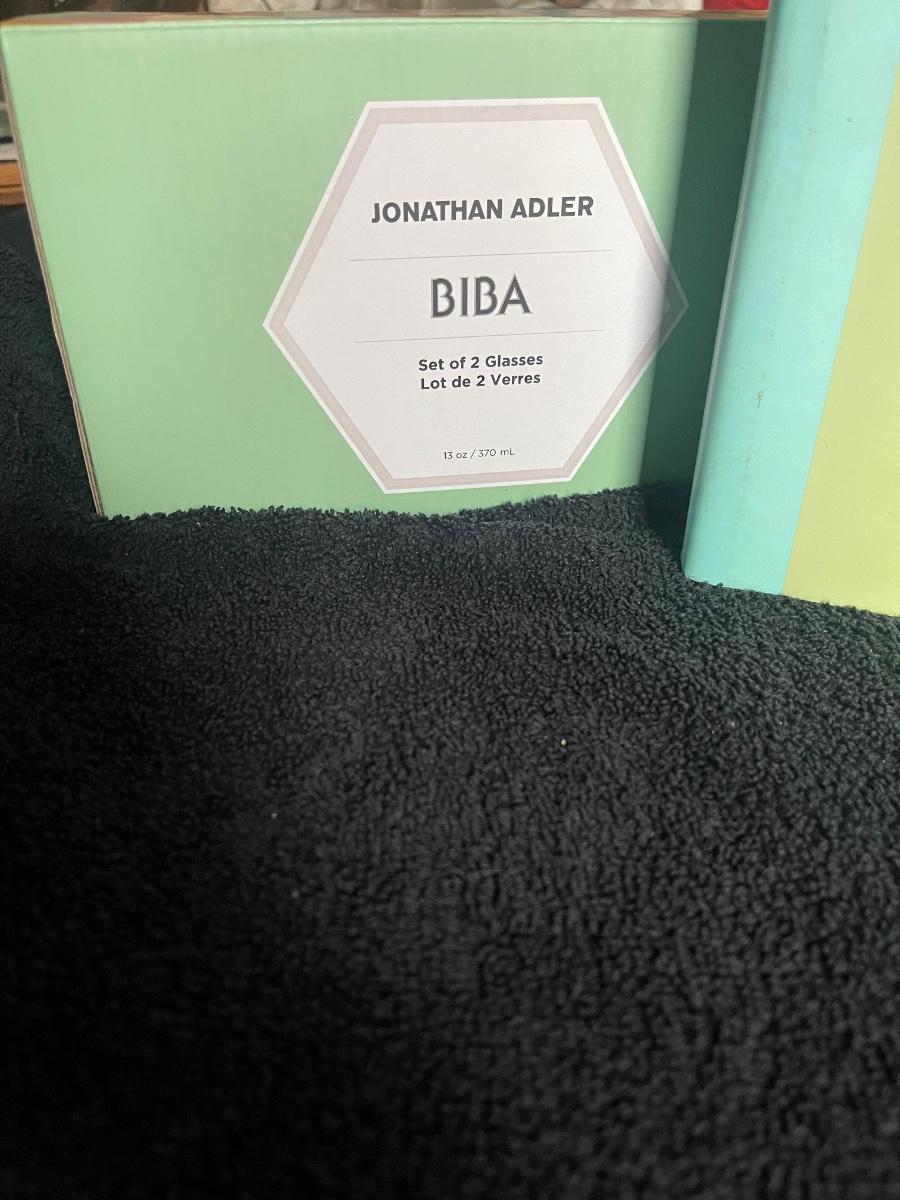 JONATHAN ADLER
BIBA
Set of 2 Glasses
Lot de 2 Verres
13 oz / 370 mL